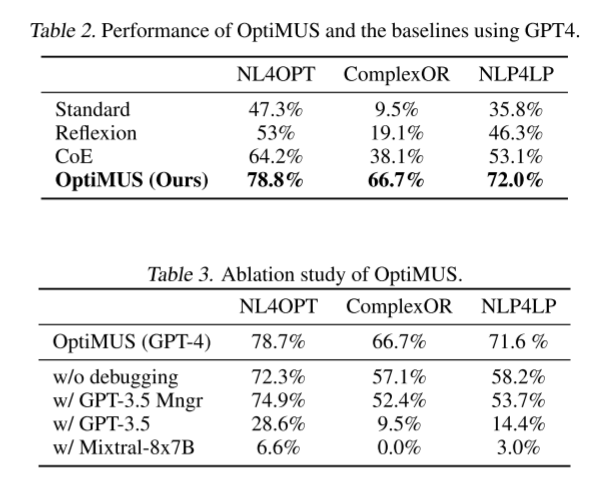 Table 2. Performance of OptiMUS and the baselines using GPT4.
NL4OPT ComplexOR NLP4LP
Standard 47.3% 9.5% 35.8%
Reflexion 53% 19.1% 46.3%
CoE 64.2% 38.1% 53.1%
OptiMUS (Ours) 78.8% 66.7% 72.0%
Table 3. Ablation study of OptiMUS.
NL4OPT ComplexOR NLP4LP
OptiMUS (GPT-4) 78.7% 66.7% 71.6 %
w/o debugging 72.3% 57.1% 58.2%
w/ GPT-3.5 Mngr 74.9% 52.4% 53.7%
w/ GPT-3.5 28.6% 9.5% 14.4%
w/ Mixtral-8x7B 6.6% 0.0% 3.0%